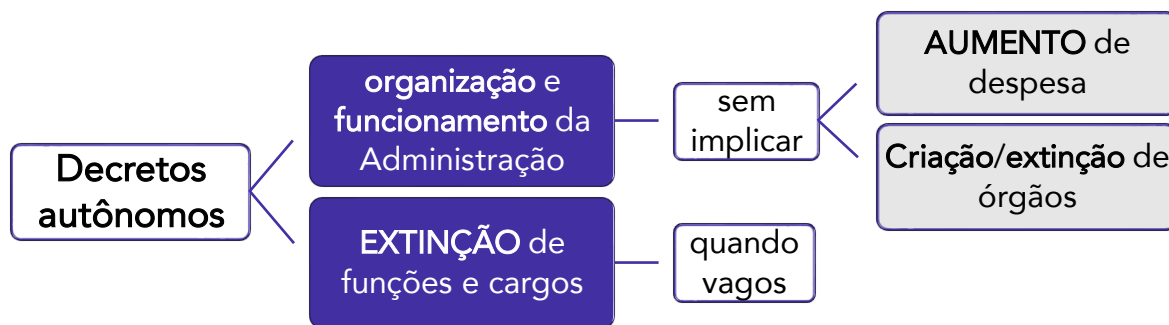 Decretos
autônomos
organização e
funcionamento da
Administração
sem
implicar
AUMENTO de
despesa
Criação/extinção de
órgãos
EXTINÇÃO de
funções e cargos
quando
vagos